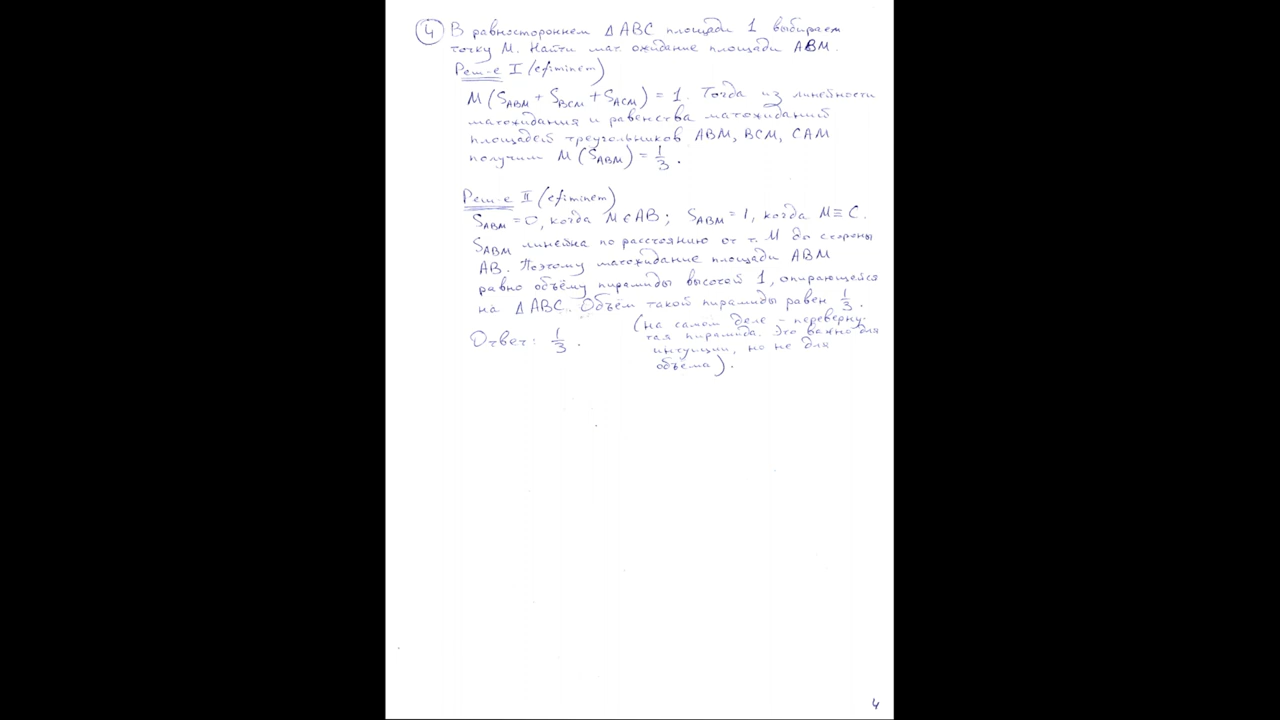 4 В равностороннем Δ ABC площади 1 выбираем
точку M. Найти мат. ожидание площади ABM.
Реш-е I (efiminem)
M(S_ABM + S_BCM + S_ACM) = 1. Тогда из линейности
матожидания и равенства матожиданий
площадей треугольников ABM, BCM, CAM
получим M(S_ABM) = 1/3.
Реш-е II (efiminem)
S_ABM = 0, когда M ∈ AB; S_ABM = 1, когда M ≡ C.
S_ABM линейна по расстоянию от т. M до стороны
AB. Поэтому матожидание площади ABM
равно объёму пирамиды высотой 1, опирающейся
на Δ ABC. Объём такой пирамиды равен 1/3.
(на самом деле - переверну-
тая пирамида. Это важно для
интуиции, но не для
объема).
Ответ: 1/3.
4